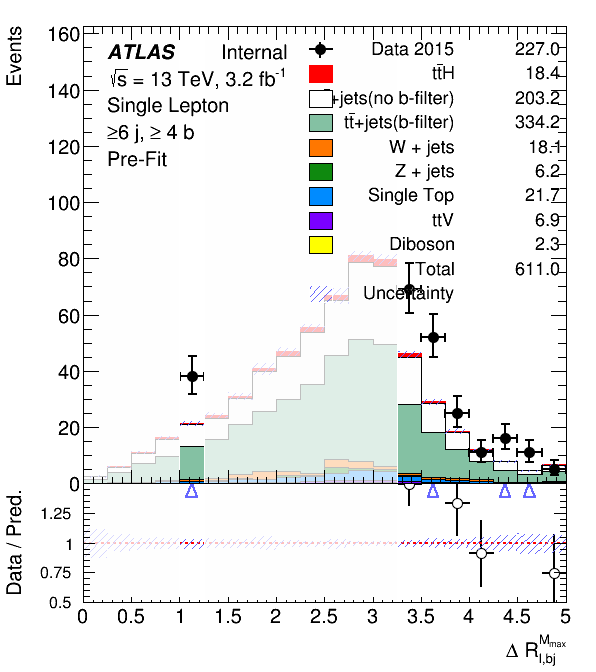 Events
160
140
120
100
80
60
40
20
0
ATLAS Internal
√s = 13 TeV, 3.2 fb-1
Single Lepton
≥6 j, ≥ 4 b
Pre-Fit
Data 2015 227.0
tt̄H 18.4
+jets(no b-filter) 203.2
tt̄+jets(b-filter) 334.2
W + jets 18.1
Z + jets 6.2
Single Top 21.7
ttV 6.9
Diboson 2.3
Total 611.0
Uncertainty
Data / Pred.
1.25
1
0.75
0.5
0 0.5 1 1.5 2 2.5 3 3.5 4 4.5 5
Δ R l,bj Mmax